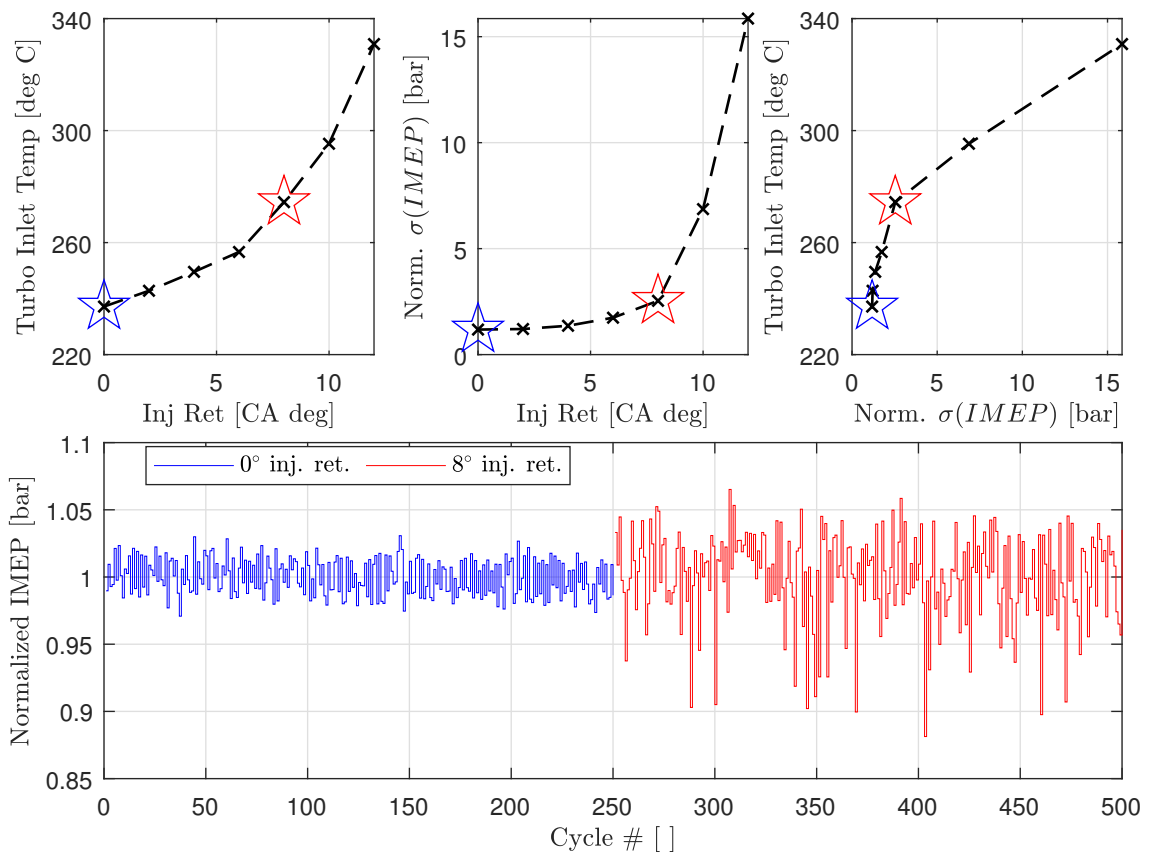 Turbo Inlet Temp [deg C]
340
300
260
220
0 5 10
Inj Ret [CA deg]
Norm. σ(IMEP) [bar]
15
10
5
0
0 5 10
Inj Ret [CA deg]
Turbo Inlet Temp [deg C]
340
300
260
220
0 5 10 15
Norm. σ(IMEP) [bar]
Normalized IMEP [bar]
1.1
1.05
1
0.95
0.9
0.85
0° inj. ret. 8° inj. ret.
0 50 100 150 200 250 300 350 400 450 500
Cycle # [ ]